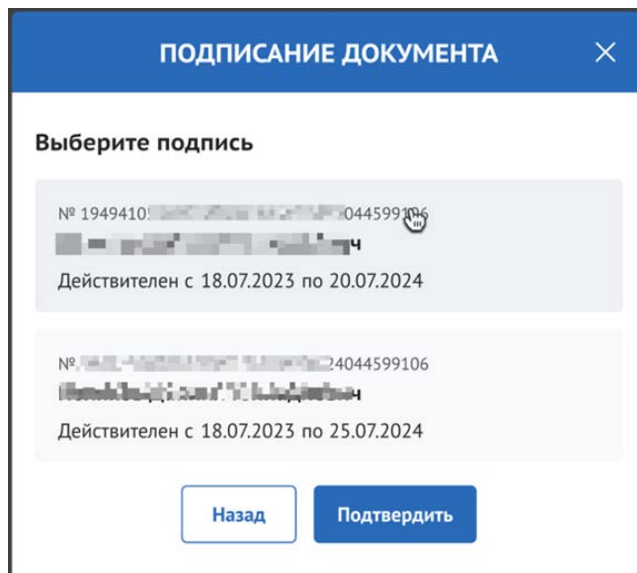 ПОДПИСАНИЕ ДОКУМЕНТА
Выберите подпись
№ 1949410 044599106
ч
Действителен с 18.07.2023 по 20.07.2024
№ 24044599106
ч
Действителен с 18.07.2023 по 25.07.2024
Назад
Подтвердить